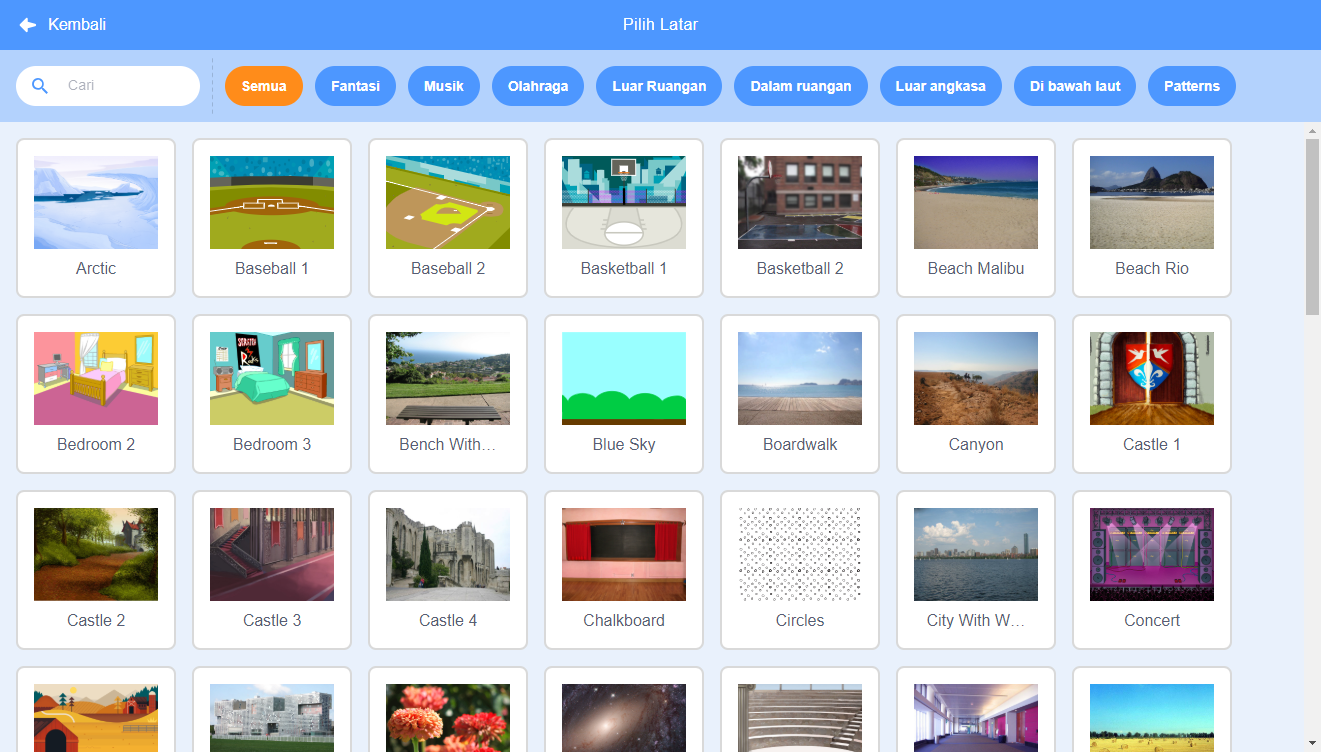 Kembali
Pilih Latar
Cari
Semua
Fantasi
Musik
Olahraga
Luar Ruangan
Dalam ruangan
Luar angkasa
Di bawah laut
Patterns
Arctic
Baseball 1
Baseball 2
Basketball 1
Basketball 2
Beach Malibu
Beach Rio
Bedroom 2
Bedroom 3
Bench With...
Blue Sky
Boardwalk
Canyon
Castle 1
Castle 2
Castle 3
Castle 4
Chalkboard
Circles
City With W...
Concert